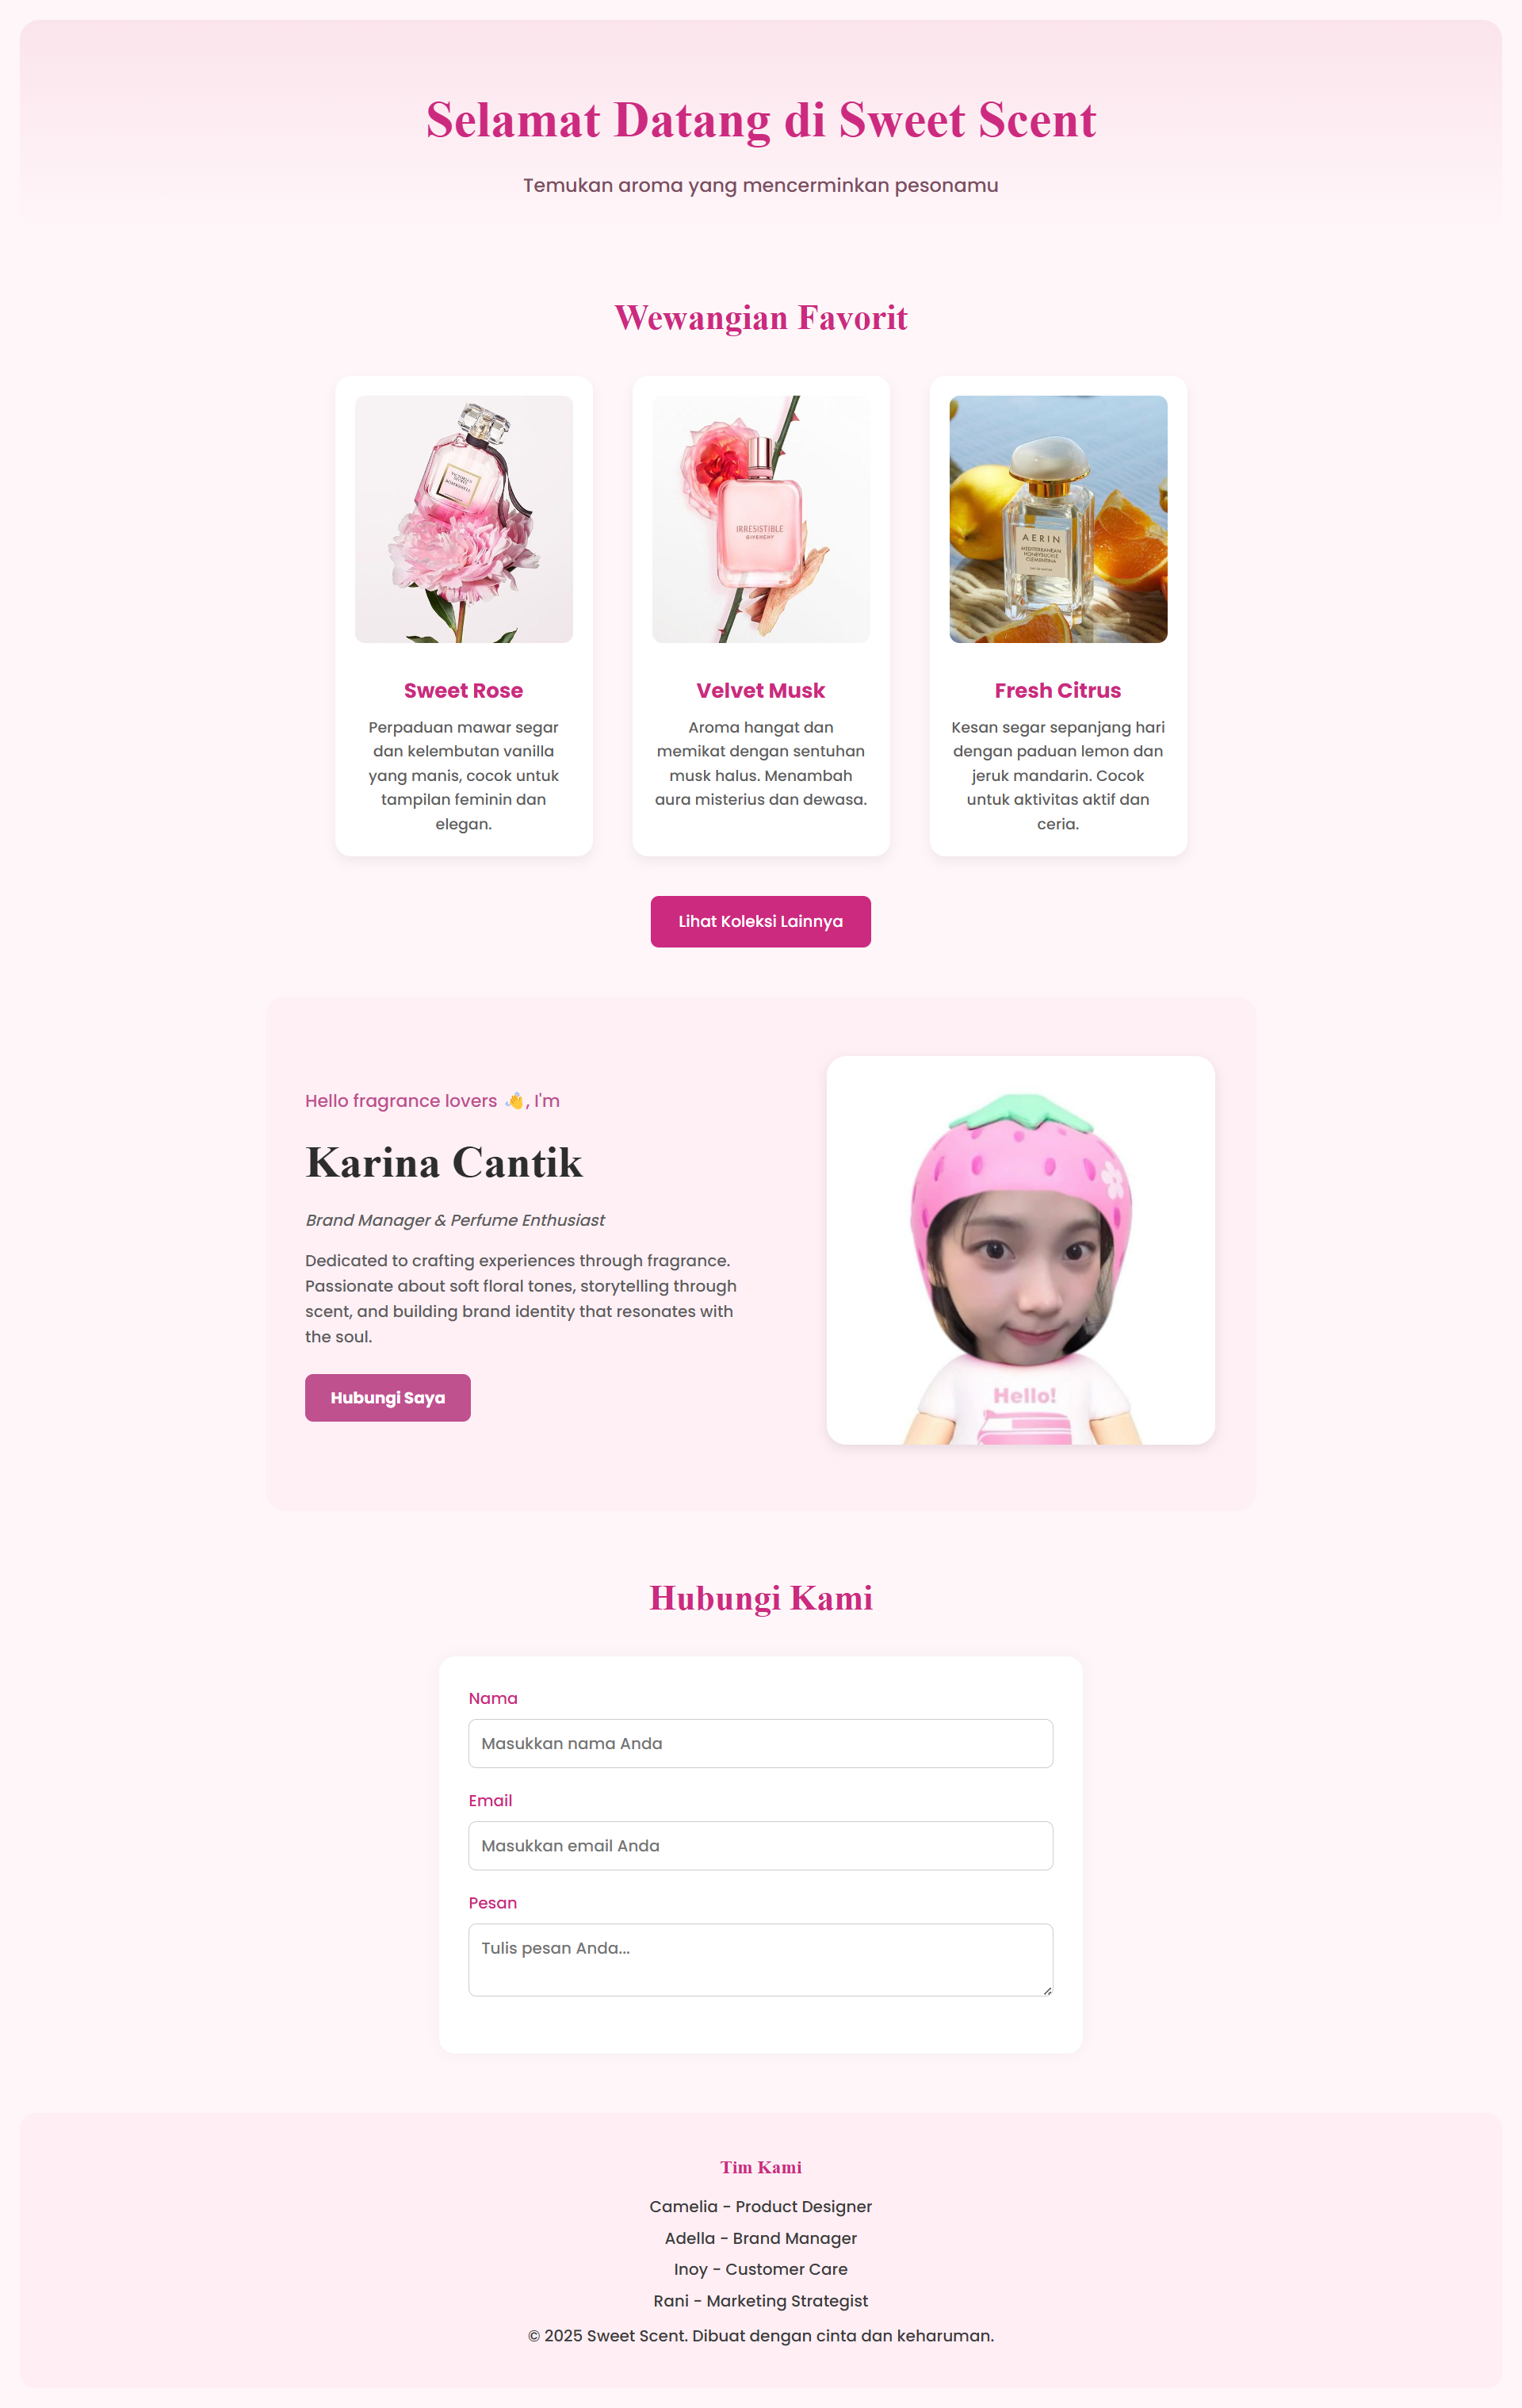 Selamat Datang di Sweet Scent
Temukan aroma yang mencerminkan pesonamu
Wewangian Favorit
VICTORIA'S
SECRET
BOMBSHELL
IRRESISTIBLE
GIVENCHY
AERIN
MEDITERRANEAN
HONEYSUCKLE
CLEMENTINA
Sweet Rose
Perpaduan mawar segar
dan kelembutan vanilla
yang manis, cocok untuk
tampilan feminin dan
elegan.
Velvet Musk
Aroma hangat dan
memikat dengan sentuhan
musk halus. Menambah
aura misterius dan dewasa.
Fresh Citrus
Kesan segar sepanjang hari
dengan paduan lemon dan
jeruk mandarin. Cocok
untuk aktivitas aktif dan
ceria.
Lihat Koleksi Lainnya
Hello fragrance lovers 👋, I'm
Karina Cantik
Brand Manager & Perfume Enthusiast
Dedicated to crafting experiences through fragrance.
Passionate about soft floral tones, storytelling through
scent, and building brand identity that resonates with
the soul.
Hubungi Saya
Hello!
Hubungi Kami
Nama
Masukkan nama Anda
Email
Masukkan email Anda
Pesan
Tulis pesan Anda...
Tim Kami
Camelia - Product Designer
Adella - Brand Manager
Inoy - Customer Care
Rani - Marketing Strategist
© 2025 Sweet Scent. Dibuat dengan cinta dan keharuman.